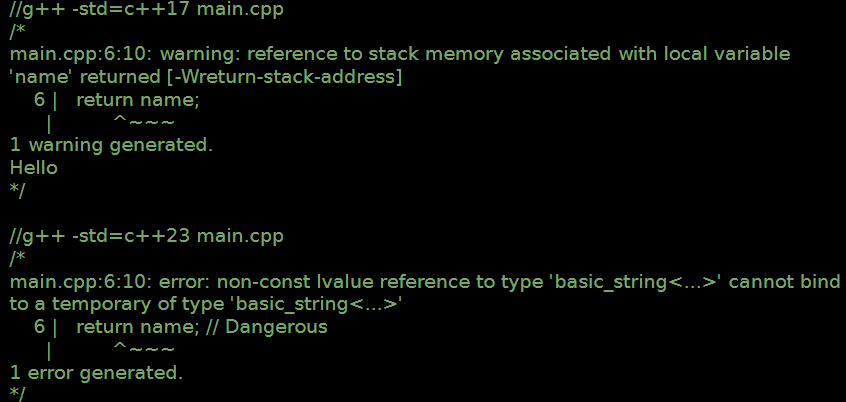 //g++ -std=c++17 main.cpp
/*
main.cpp:6:10: warning: reference to stack memory associated with local variable
'name' returned [-Wreturn-stack-address]
    6 |   return name;
      |          ^~~~
1 warning generated.
Hello
*/

//g++ -std=c++23 main.cpp
/*
main.cpp:6:10: error: non-const lvalue reference to type 'basic_string<...>' cannot bind
to a temporary of type 'basic_string<...>'
    6 |   return name; // Dangerous
      |          ^~~~
1 error generated.
*/